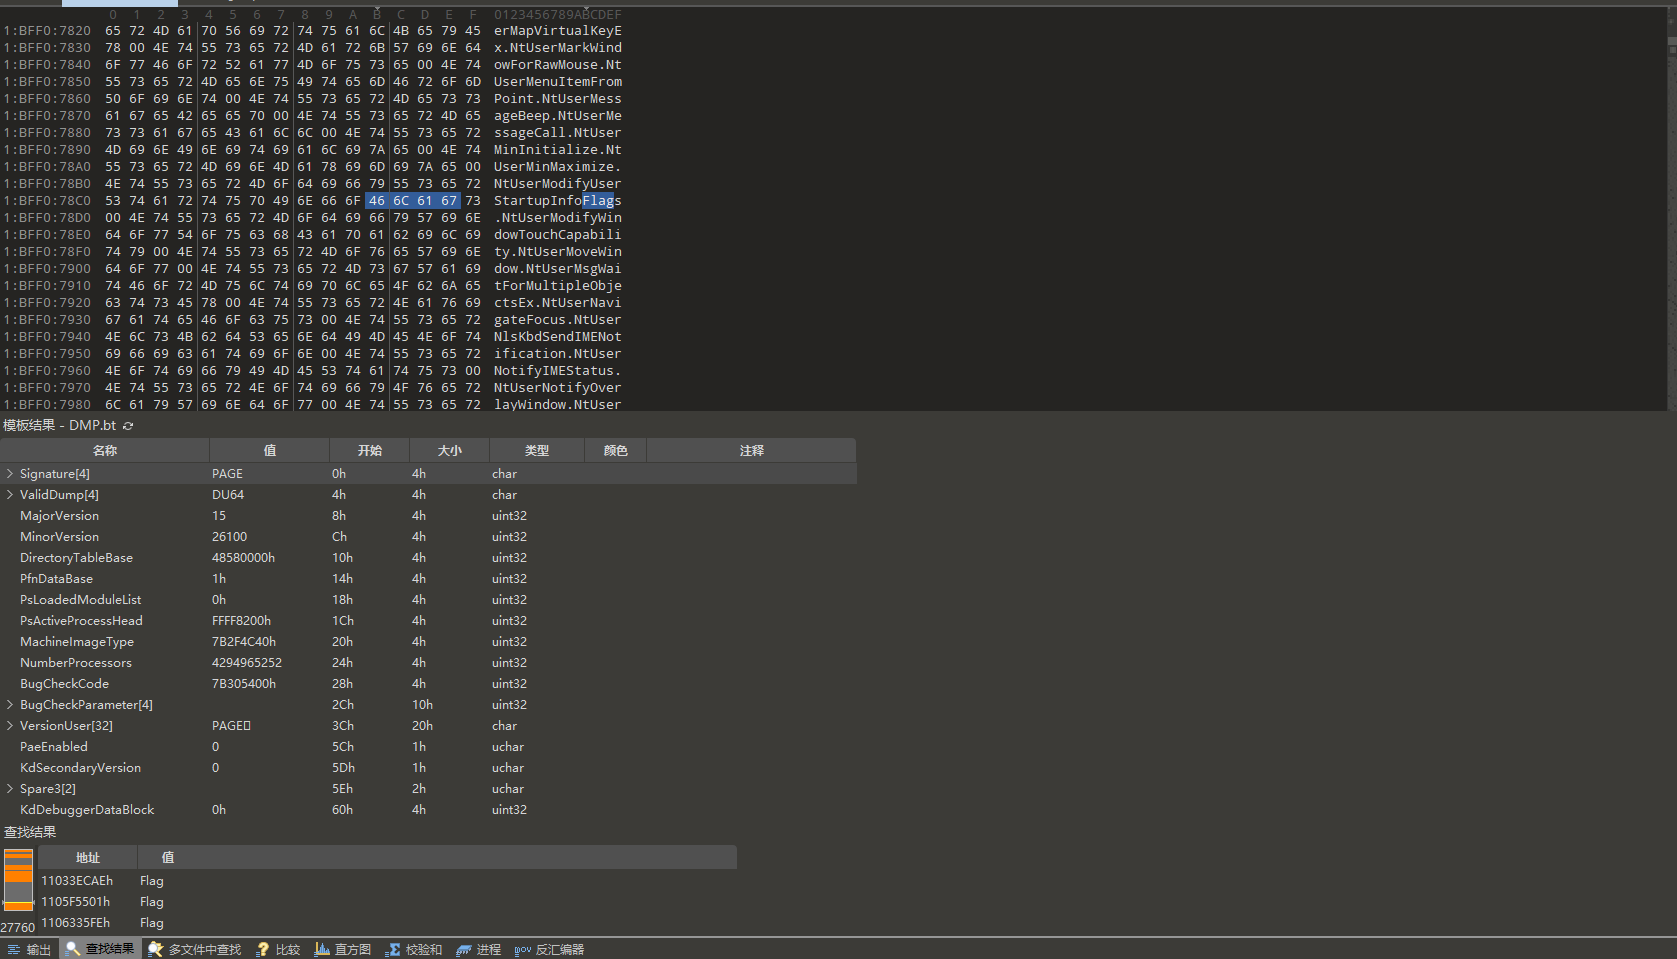 0 1 2 3 4 5 6 7 8 9 A B C D E F 0123456789ABCDEF
1:BFF0:7820 65 72 4D 61 70 56 69 72 74 75 61 6C 4B 65 79 45 erMapVirtualKeyE
1:BFF0:7830 78 00 4E 74 55 73 65 72 4D 61 72 6B 57 69 6E 64 x.NtUserMarkWind
1:BFF0:7840 6F 77 46 6F 72 52 61 77 4D 6F 75 73 65 00 4E 74 owForRawMouse.Nt
1:BFF0:7850 55 73 65 72 4D 65 6E 75 49 74 65 6D 46 72 6F 6D UserMenuItemFrom
1:BFF0:7860 50 6F 69 6E 74 00 4E 74 55 73 65 72 4D 65 73 73 Point.NtUserMess
1:BFF0:7870 61 67 65 42 65 65 70 00 4E 74 55 73 65 72 4D 65 ageBeep.NtUserMe
1:BFF0:7880 73 73 61 67 65 43 61 6C 6C 00 4E 74 55 73 65 72 ssageCall.NtUser
1:BFF0:7890 4D 69 6E 49 6E 69 74 69 61 6C 69 7A 65 00 4E 74 MinInitialize.Nt
1:BFF0:78A0 55 73 65 72 4D 69 6E 4D 61 78 69 6D 69 7A 65 00 UserMinMaximize.
1:BFF0:78B0 4E 74 55 73 65 72 4D 6F 64 69 66 79 55 73 65 72 NtUserModifyUser
1:BFF0:78C0 53 74 61 72 74 75 70 49 6E 66 6F 46 6C 61 67 73 StartupInfoFlags
1:BFF0:78D0 00 4E 74 55 73 65 72 4D 6F 64 69 66 79 57 69 6E .NtUserModifyWin
1:BFF0:78E0 64 6F 77 54 6F 75 63 68 43 61 70 61 62 69 6C 69 dowTouchCapabili
1:BFF0:78F0 74 79 00 4E 74 55 73 65 72 4D 6F 76 65 57 69 6E ty.NtUserMoveWin
1:BFF0:7900 64 6F 77 00 4E 74 55 73 65 72 4D 73 67 57 61 69 dow.NtUserMsgWai
1:BFF0:7910 74 46 6F 72 4D 75 6C 74 69 70 6C 65 4F 62 6A 65 tForMultipleObje
1:BFF0:7920 63 74 73 45 78 00 4E 74 55 73 65 72 4E 61 76 69 ctsEx.NtUserNavi
1:BFF0:7930 67 61 74 65 46 6F 63 75 73 00 4E 74 55 73 65 72 gateFocus.NtUser
1:BFF0:7940 4E 6C 73 4B 62 64 53 65 6E 64 49 4D 45 4E 6F 74 NlsKbdSendIMENot
1:BFF0:7950 69 66 69 63 61 74 69 6F 6E 00 4E 74 55 73 65 72 ification.NtUser
1:BFF0:7960 4E 6F 74 69 66 79 49 4D 45 53 74 61 74 75 73 00 NotifyIMEStatus.
1:BFF0:7970 4E 74 55 73 65 72 4E 6F 74 69 66 79 4F 76 65 72 NtUserNotifyOver
1:BFF0:7980 6C 61 79 57 69 6E 64 6F 77 00 4E 74 55 73 65 72 layWindow.NtUser
模板结果 - DMP.bt
名称 值 开始 大小 类型 颜色 注释
Signature[4] PAGE 0h 4h char
ValidDump[4] DU64 4h 4h char
MajorVersion 15 8h 4h uint32
MinorVersion 26100 Ch 4h uint32
DirectoryTableBase 48580000h 10h 4h uint32
PfnDataBase 1h 14h 4h uint32
PsLoadedModuleList 0h 18h 4h uint32
PsActiveProcessHead FFFF8200h 1Ch 4h uint32
MachineImageType 7B2F4C40h 20h 4h uint32
NumberProcessors 4294965252 24h 4h uint32
BugCheckCode 7B305400h 28h 4h uint32
BugCheckParameter[4] 2Ch 10h uint32
VersionUser[32] PAGE 3Ch 20h char
PaeEnabled 0 5Ch 1h uchar
KdSecondaryVersion 0 5Dh 1h uchar
Spare3[2] 5Eh 2h uchar
KdDebuggerDataBlock 0h 60h 4h uint32
查找结果
地址 值
11033ECAEh Flag
1105F5501h Flag
1106335FEh Flag
27760
输出 查找结果 多文件中查找 比较 直方图 校验和 进程 反汇编器